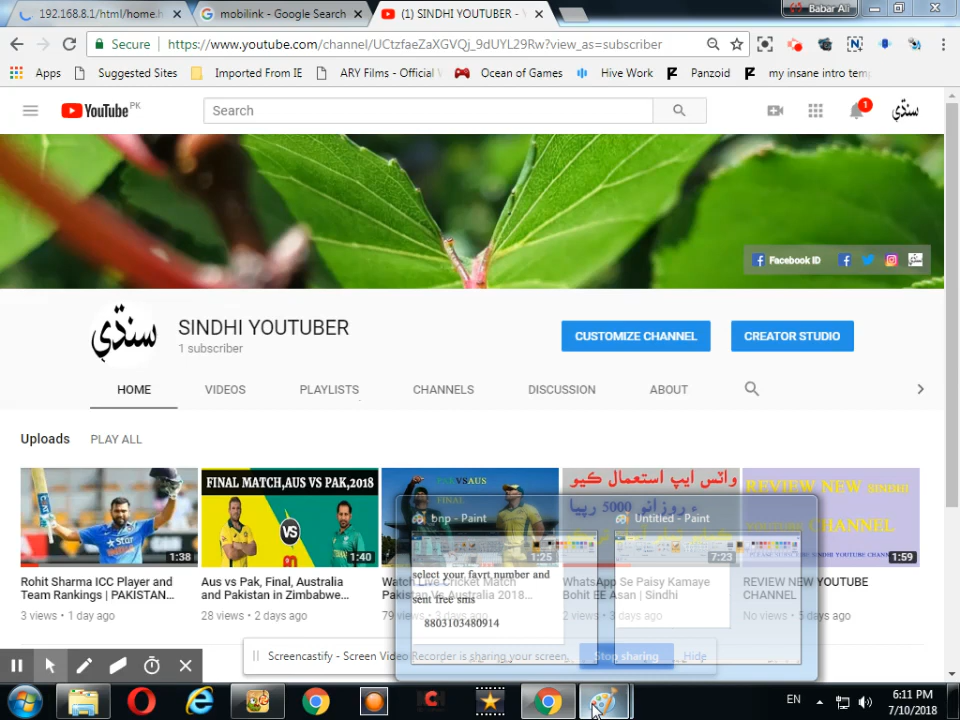 192.168.8.1/html/home.h
mobilink - Google Search
(1) SINDHI YOUTUBER -
Babar Ali
Secure
https://www.youtube.com/channel/UCtzfaeZaXGVQj_9dUYL29Rw?view_as=subscriber
Apps
Suggested Sites
Imported From IE
ARY Films - Official
Ocean of Games
Hive Work
Panzoid
my insane intro tem
YouTube PK
Search
1
سنڌي
Facebook ID
سنڌي
SINDHI YOUTUBER
1 subscriber
CUSTOMIZE CHANNEL
CREATOR STUDIO
HOME
VIDEOS
PLAYLISTS
CHANNELS
DISCUSSION
ABOUT
Uploads
PLAY ALL
FINAL MATCH,AUS VS PAK,2018
VS
1:38
1:40
VS AUS
FINAL
1:25
واٽس ايپ استعمال ڪيو
۽ روزانو 5000 رپيا
7:23
REVIEW NEW SINDHI
CHANNEL
1:59
Rohit Sharma ICC Player and
Team Rankings | PAKISTAN...
3 views • 1 day ago
Aus vs Pak, Final, Australia
and Pakistan in Zimbabwe...
28 views • 2 days ago
Watch Live Cricket Match
Pakistan VS Australia 2018...
79 views • 3 days ago
WhatsApp Se Paisy Kamaye
Bohit EE Asan | Sindhi
3 days ago
REVIEW NEW YOUTUBE
CHANNEL
No views • 5 days ago
bnp - Paint
select your favrt number and
sent free sms
8803103480914
Untitled - Paint
Screencastify - Screen Video Recorder is sharing your screen.
Stop sharing
Hide
EN
6:11 PM
7/10/2018